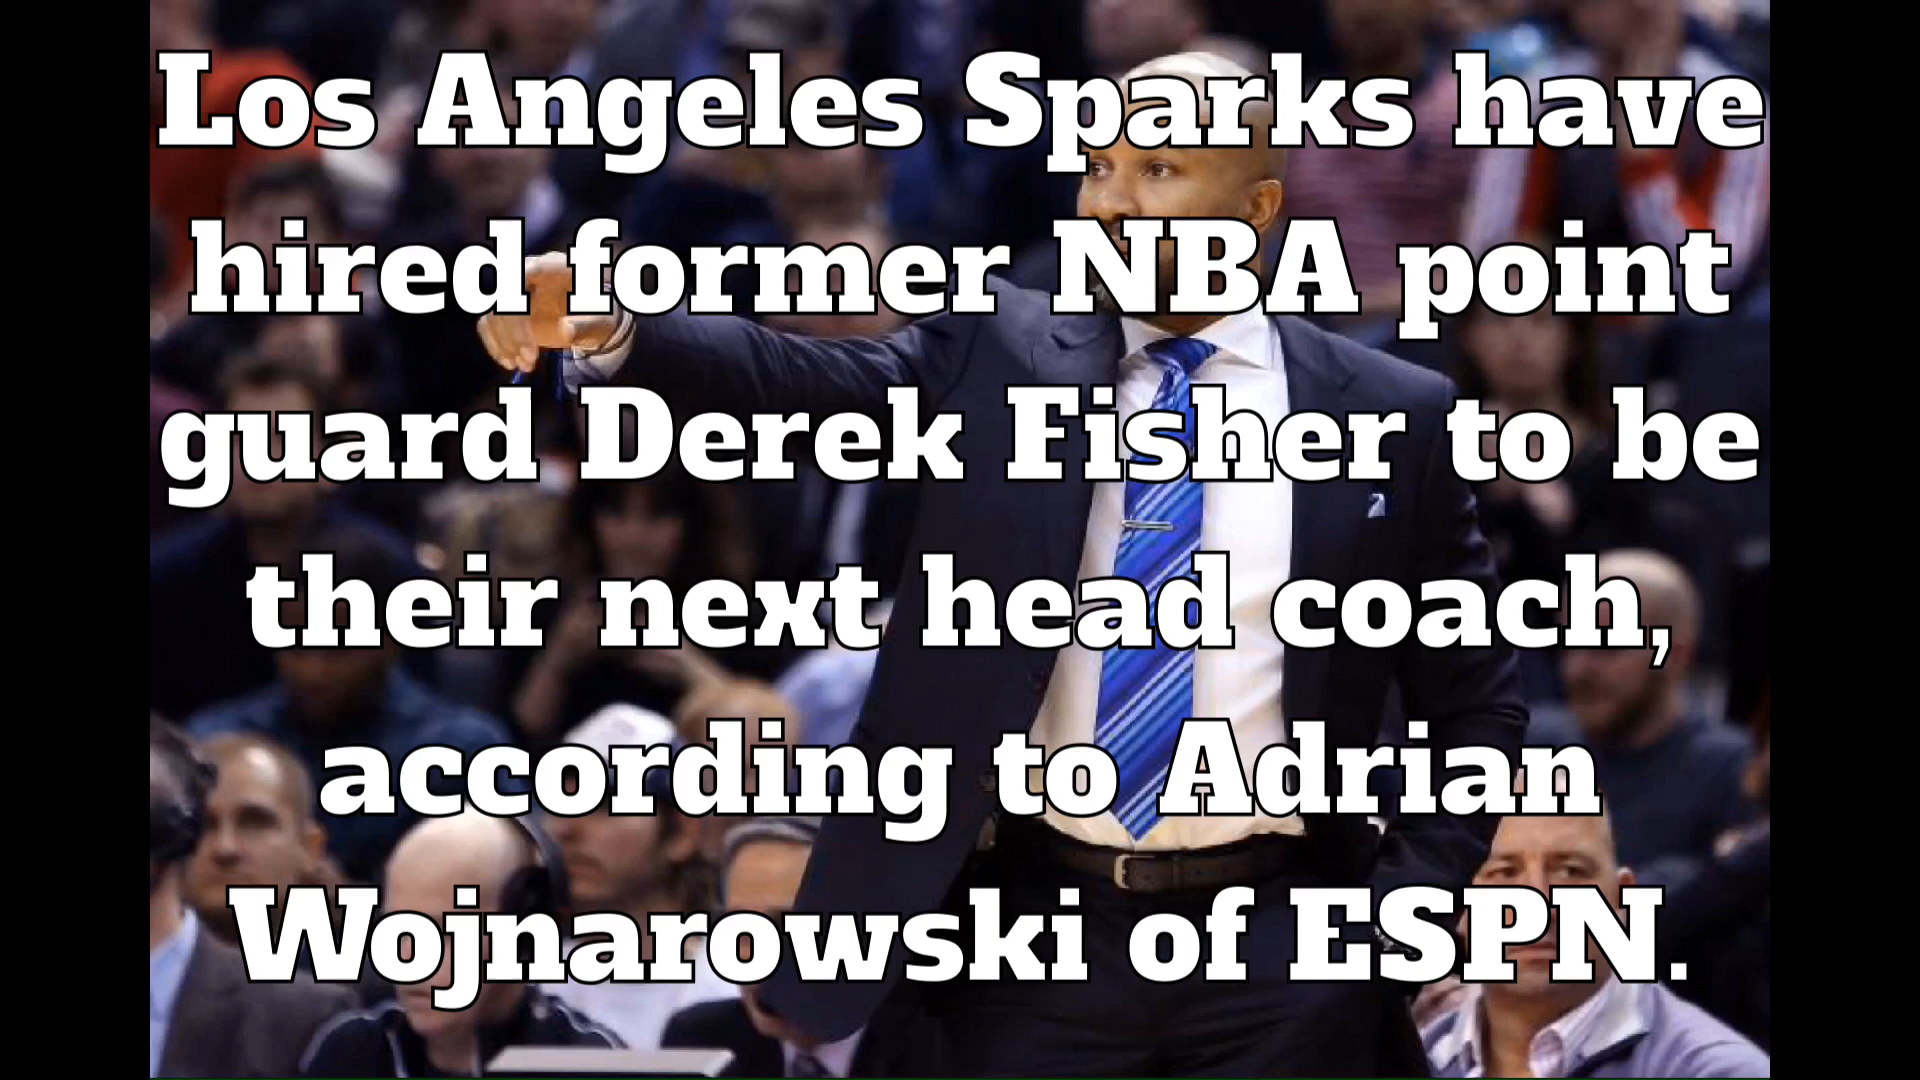 Los Angeles Sparks have
hired former NBA point
guard Derek Fisher to be
their next head coach,
according to Adrian
Wojnarowski of ESPN.